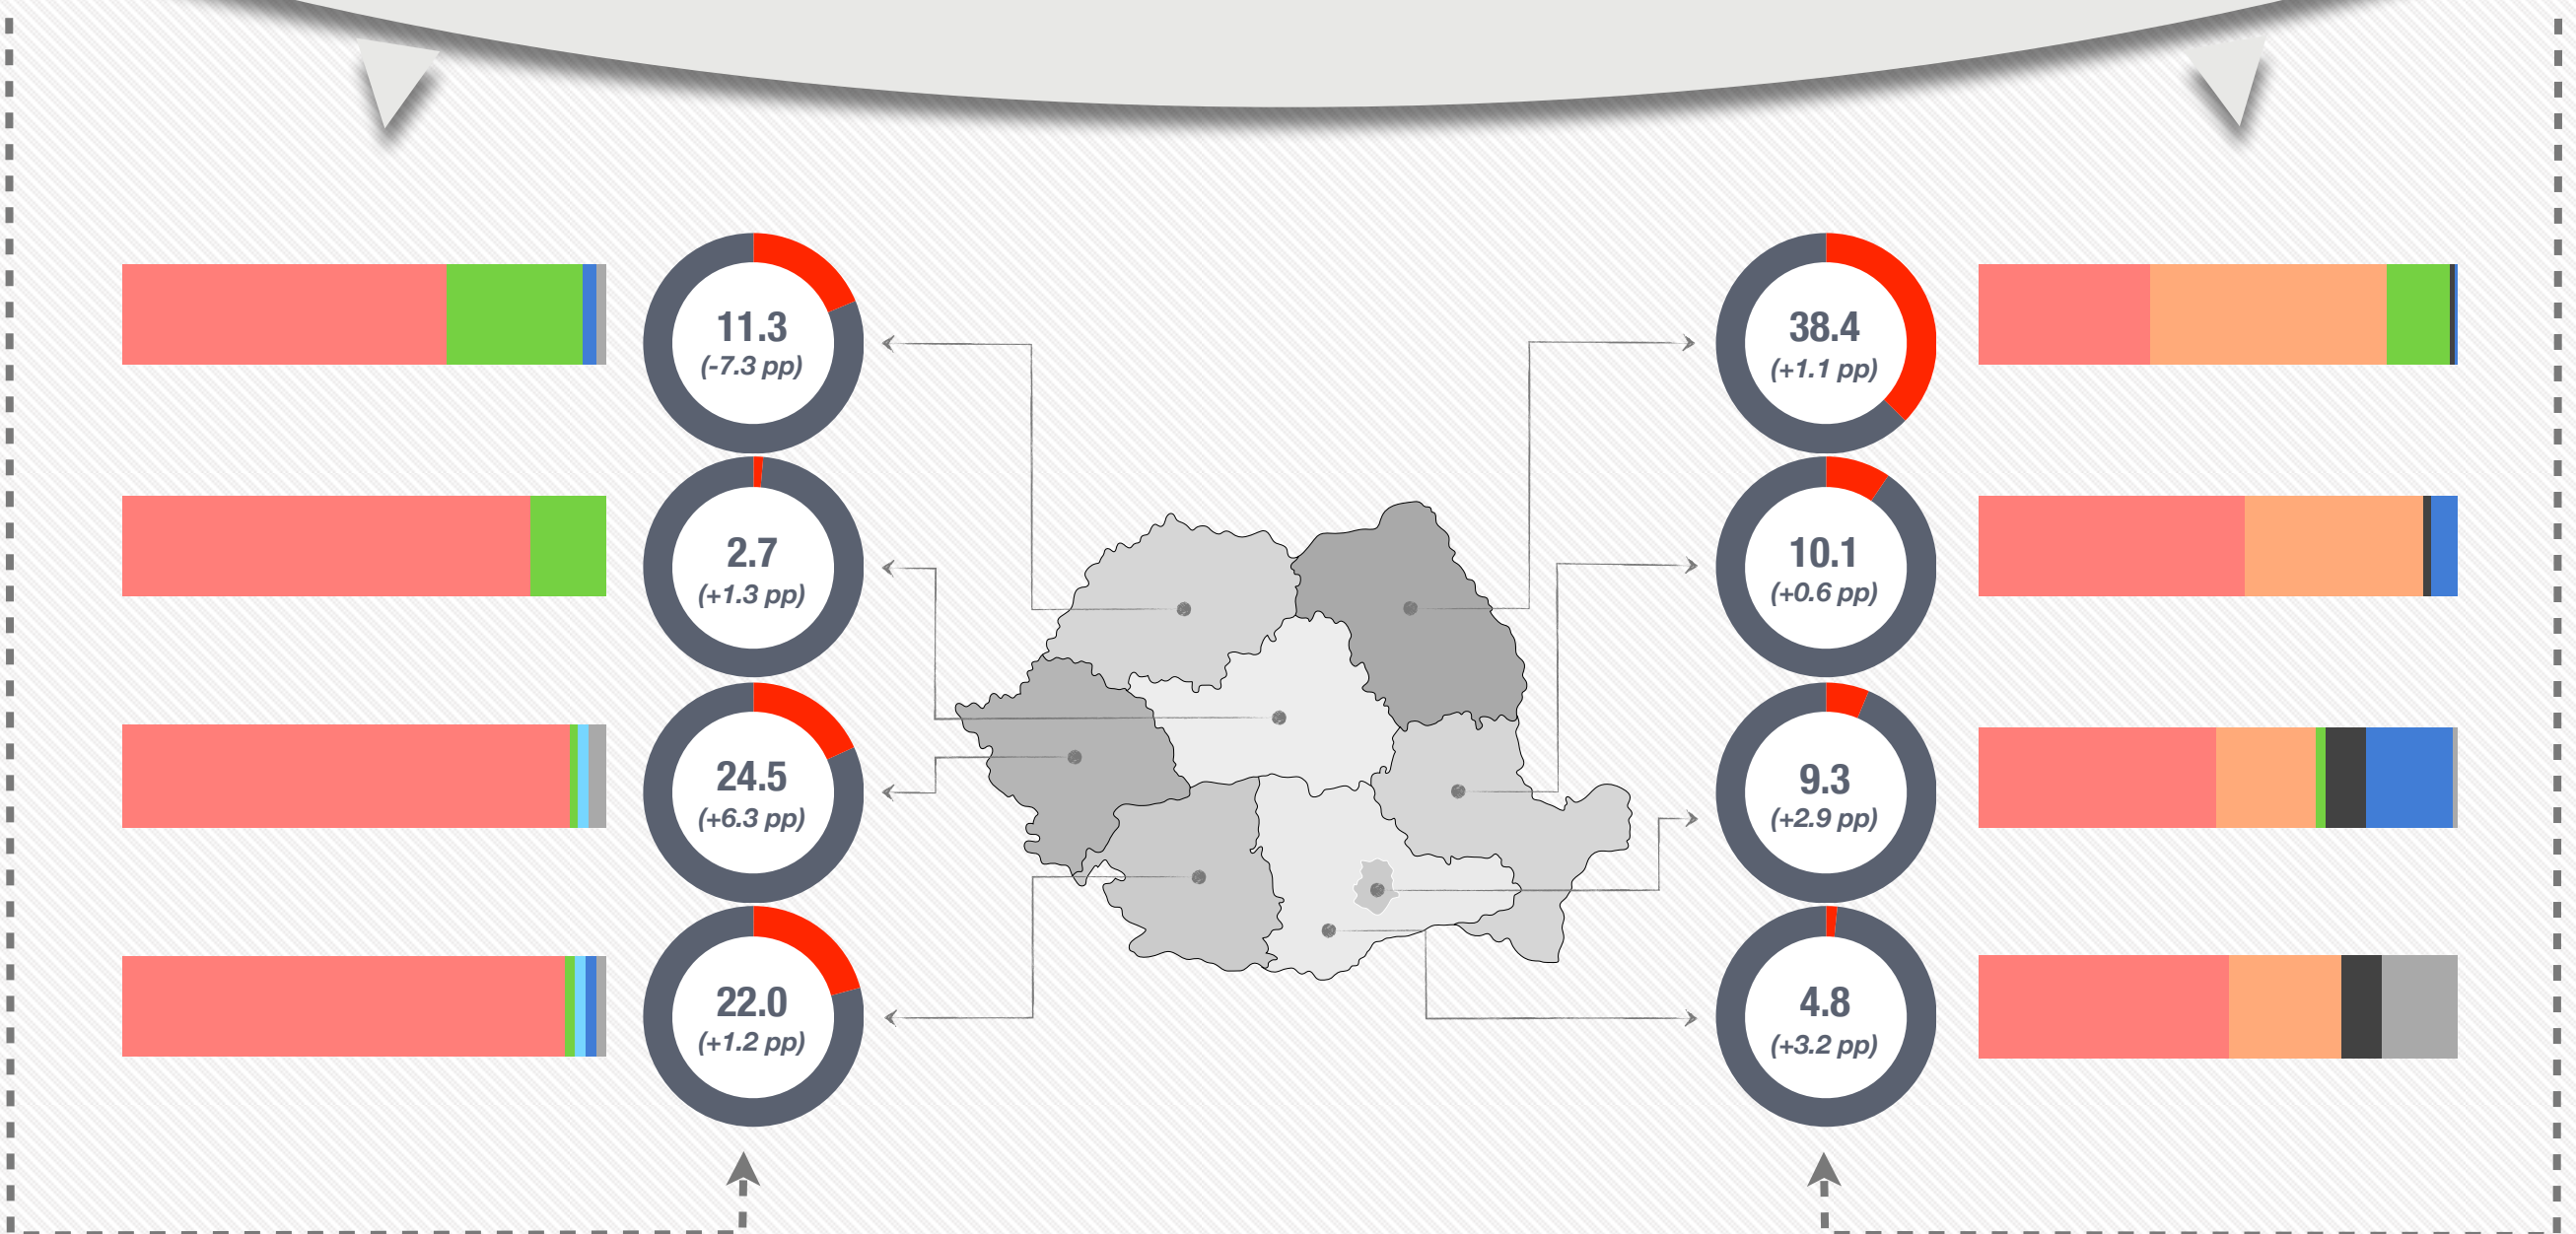 11.3
(-7.3 pp)
2.7
(+1.3 pp)
24.5
(+6.3 pp)
22.0
(+1.2 pp)
38.4
(+1.1 pp)
10.1
(+0.6 pp)
9.3
(+2.9 pp)
4.8
(+3.2 pp)